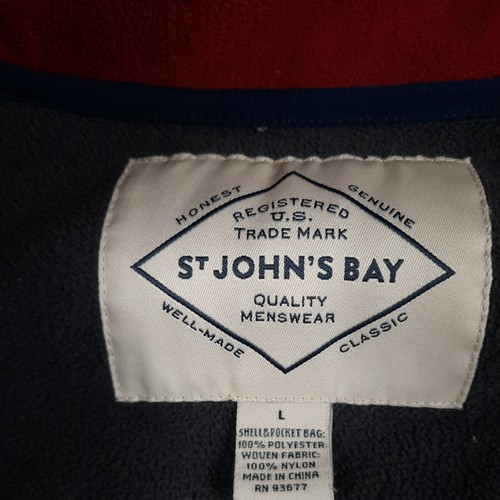 HONEST GENUINE
REGISTERED
U.S.
TRADE MARK
ST JOHN'S BAY
QUALITY
MENSWEAR
WELL-MADE CLASSIC
L
SHELL&POCKET BAG:
100% POLYESTER
WOVEN FABRIC:
100% NYLON
MADE IN CHINA
RN 93677